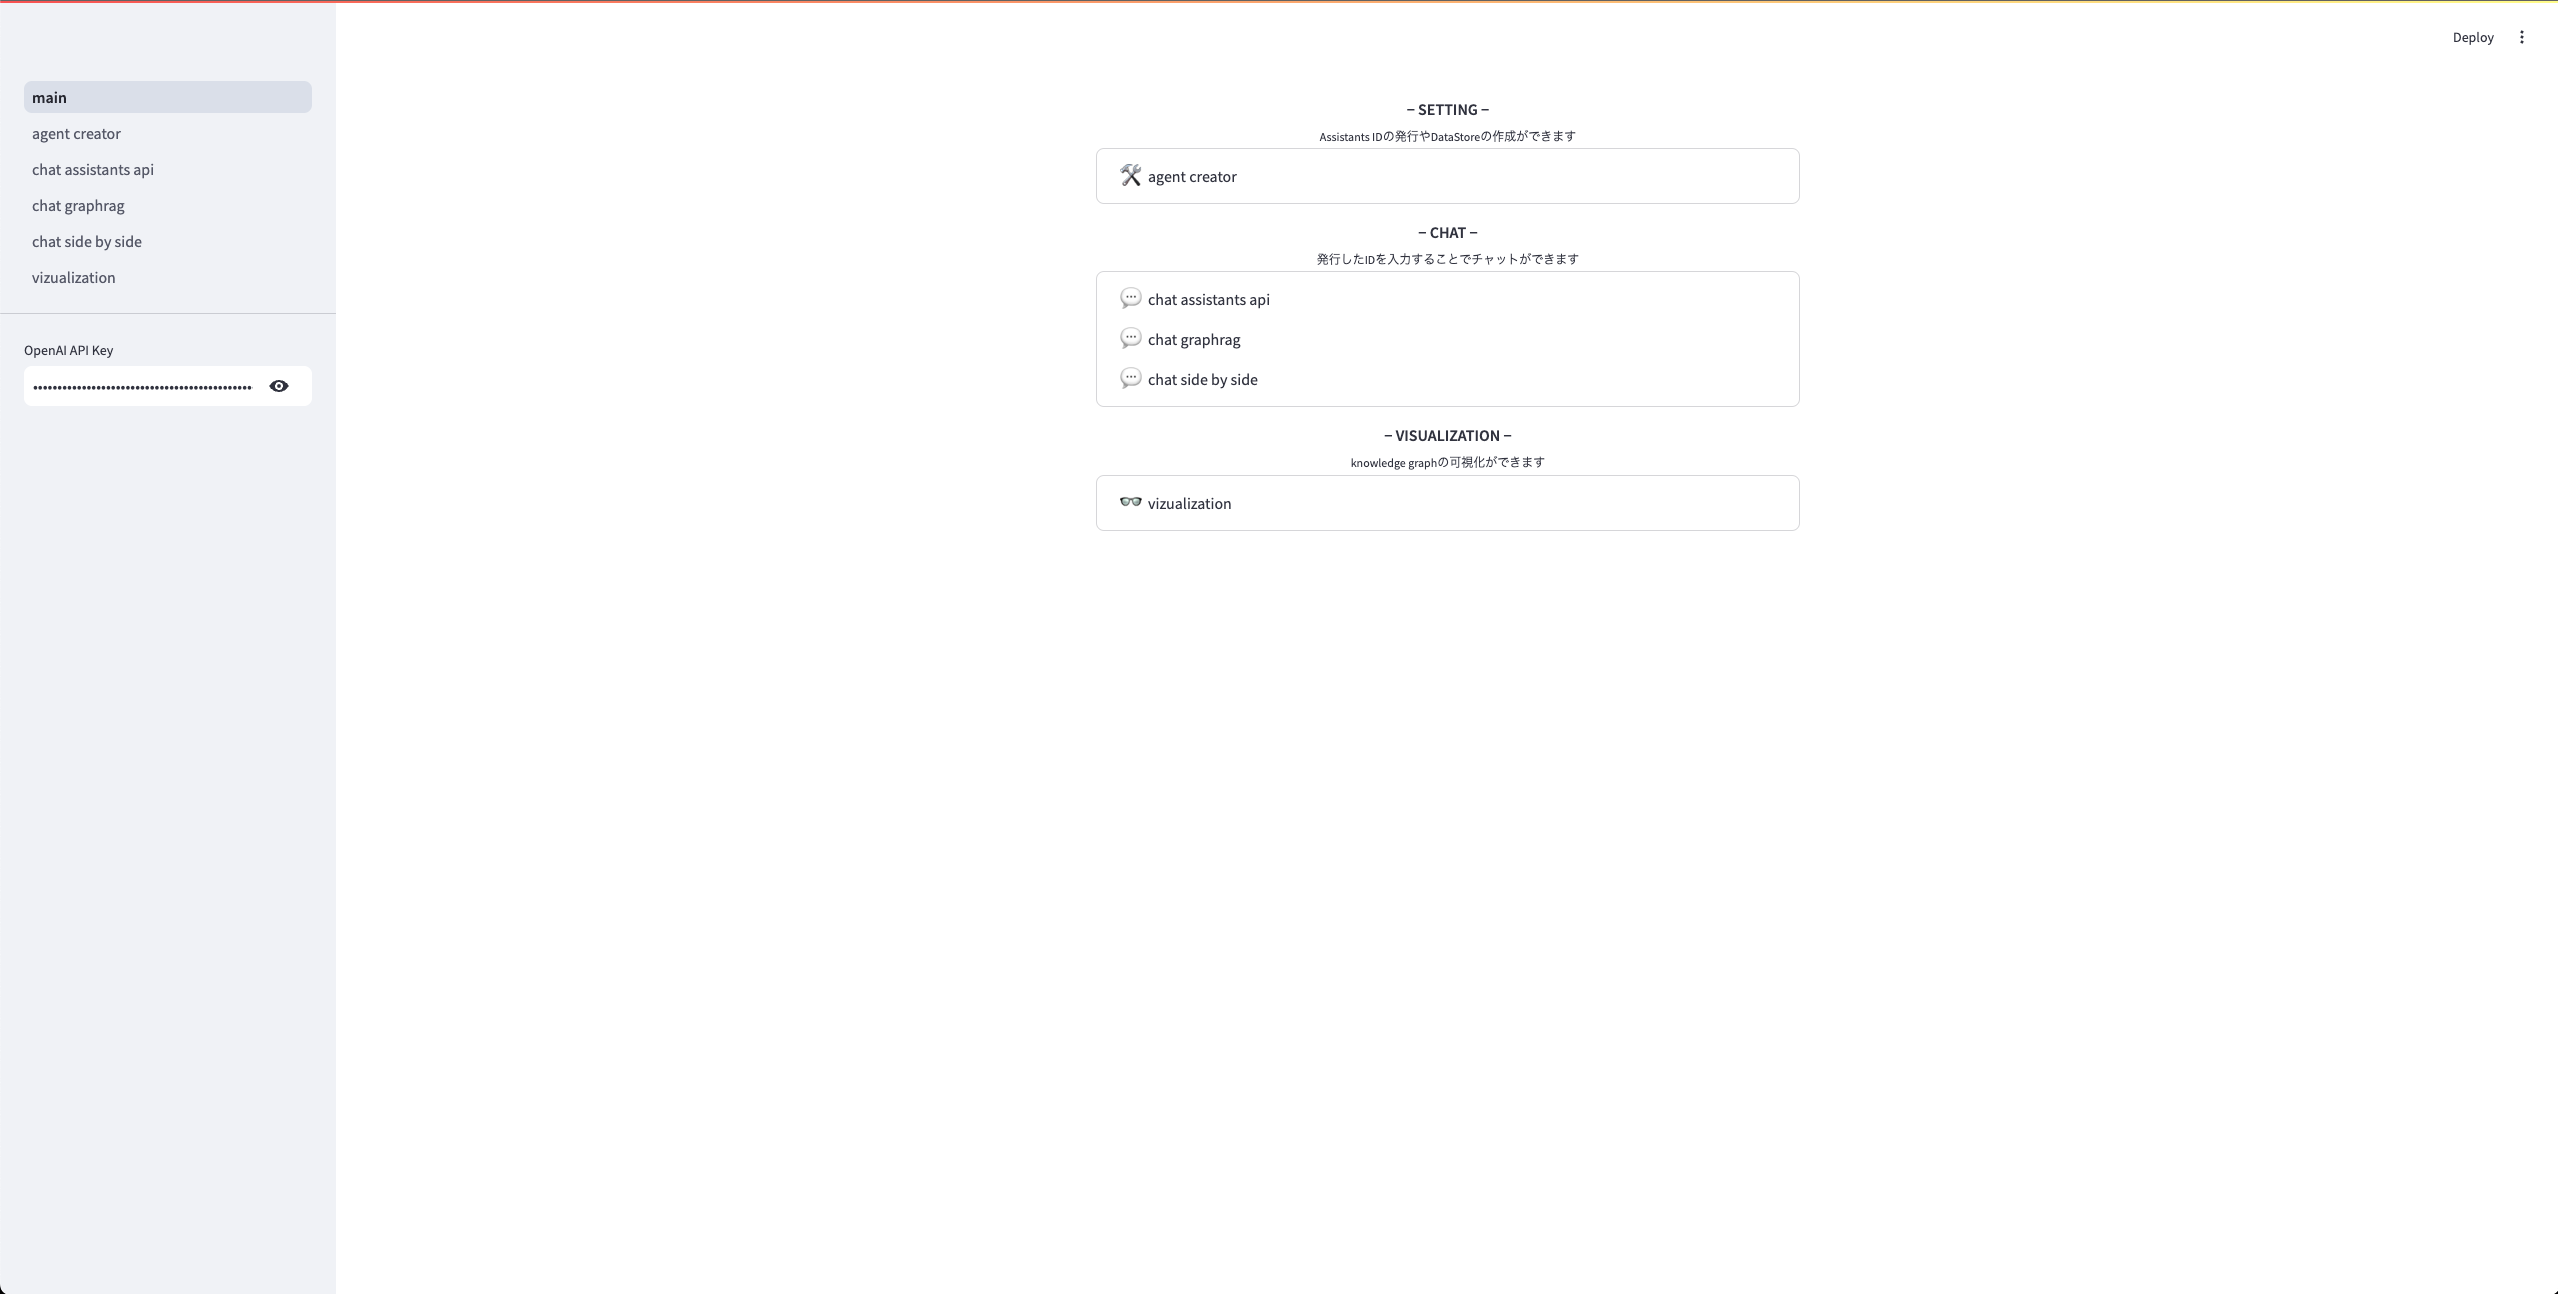 Deploy
main
agent creator
chat assistants api
chat graphrag
chat side by side
vizualization
OpenAI API Key
– SETTING –
Assistants IDの発行やDataStoreの作成ができます
agent creator
– CHAT –
発行したIDを入力することでチャットができます
chat assistants api
chat graphrag
chat side by side
– VISUALIZATION –
knowledge graphの可視化ができます
vizualization